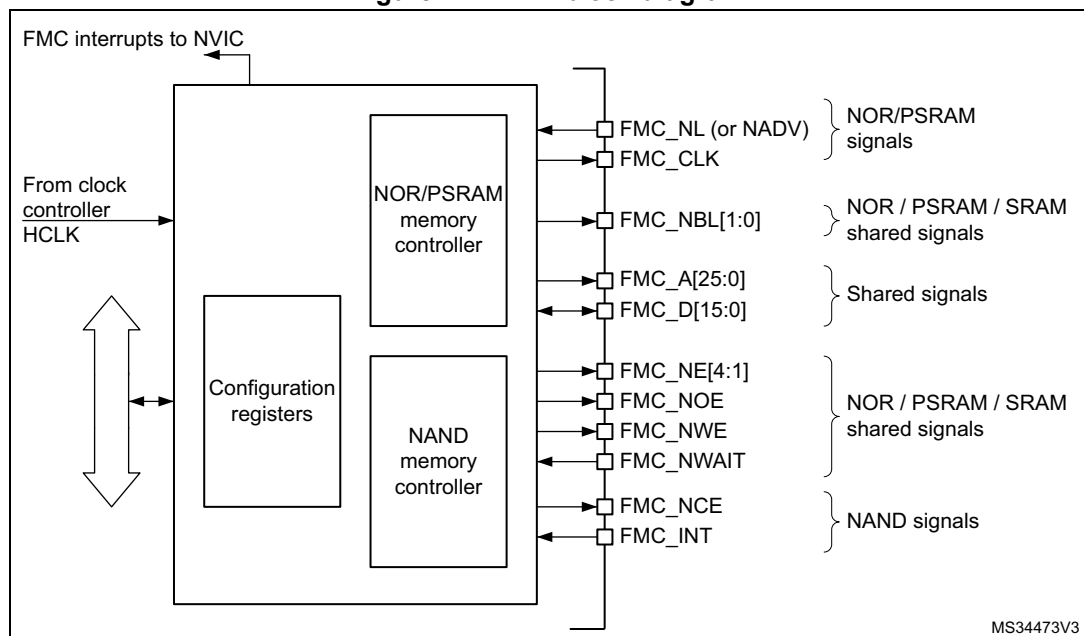 FMC interrupts to NVIC
From clock
controller
HCLK
NOR/PSRAM
memory
controller
Configuration
registers
NAND
memory
controller
FMC_NL (or NADV)
FMC_CLK
FMC_NBL[1:0]
FMC_A[25:0]
FMC_D[15:0]
FMC_NE[4:1]
FMC_NOE
FMC_NWE
FMC_NWAIT
FMC_NCE
FMC_INT
NOR/PSRAM
signals
NOR / PSRAM / SRAM
shared signals
Shared signals
NOR / PSRAM / SRAM
shared signals
NAND signals
MS34473V3